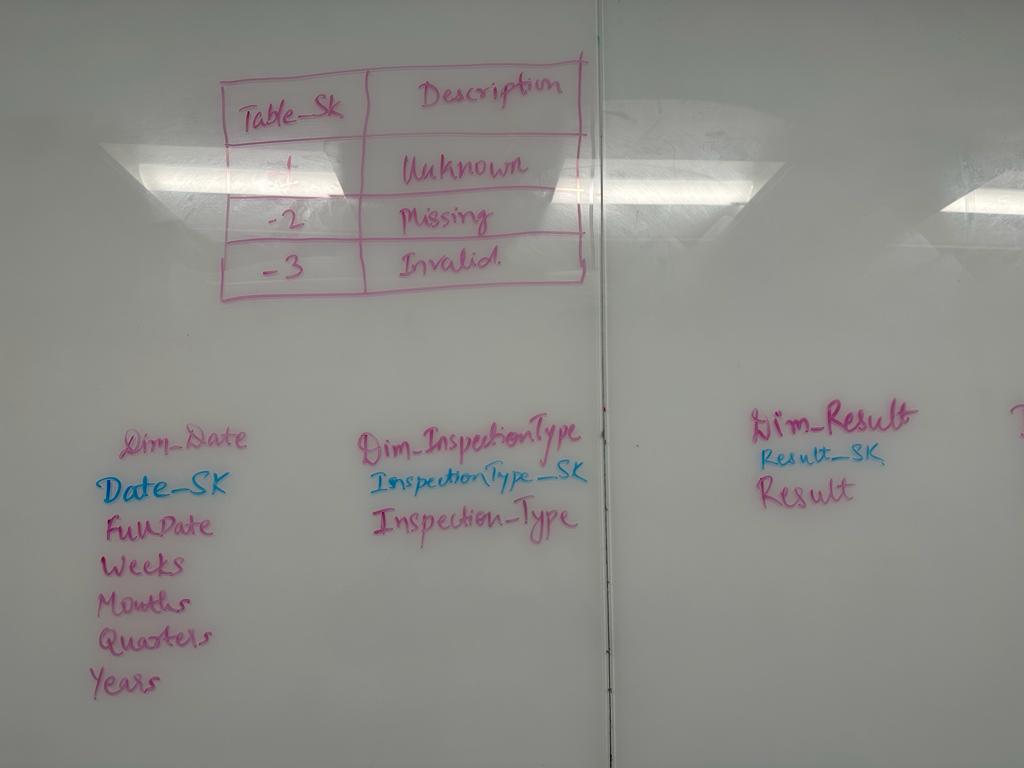 Table_SK Description
-1 Unknown
-2 Missing
-3 Invalid.
Dim_Date
Date_SK
FullDate
Weeks
Months
Quarters
Years
Dim_InspectionType
InspectionType_SK
Inspection_Type
Dim_Result
Result_SK
Result